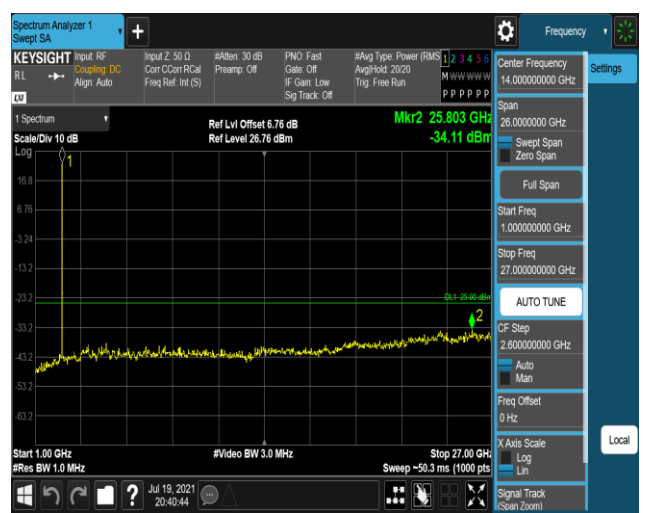 Spectrum Analyzer 1
Swept SA
+
Frequency
KEYSIGHT
RL
LXI
Input: RF
Coupling: DC
Align: Auto
Input Z: 50 Ω
Corr CCorr RCal
Freq Ref: Int (S)
#Atten: 30 dB
Preamp: Off
PNO: Fast
Gate: Off
IF Gain: Low
Sig Track: Off
#Avg Type: Power (RMS
Avg|Hold: 20/20
Trig: Free Run
1 2 3 4 5 6
M W W W W W
P P P P P P
1 Spectrum
Scale/Div 10 dB
Log
Ref Lvl Offset 6.76 dB
Ref Level 26.76 dBm
Mkr2 25.803 GHz
-34.11 dBm
1
16.8
6.76
-3.24
-13.2
-23.2
-33.2
-43.2
-53.2
-63.2
DL1 -25.00 dBm
2
Start 1.00 GHz
#Res BW 1.0 MHz
#Video BW 3.0 MHz
Stop 27.00 GHz
Sweep ~50.3 ms (1000 pts
?
Jul 19, 2021
20:40:44
Center Frequency
14.000000000 GHz
Span
26.0000000 GHz
Swept Span
Zero Span
Full Span
Start Freq
1.000000000 GHz
Stop Freq
27.000000000 GHz
AUTO TUNE
CF Step
2.600000000 GHz
Auto
Man
Freq Offset
0 Hz
X Axis Scale
Log
Lin
Signal Track
(Span Zoom)
Settings
Local